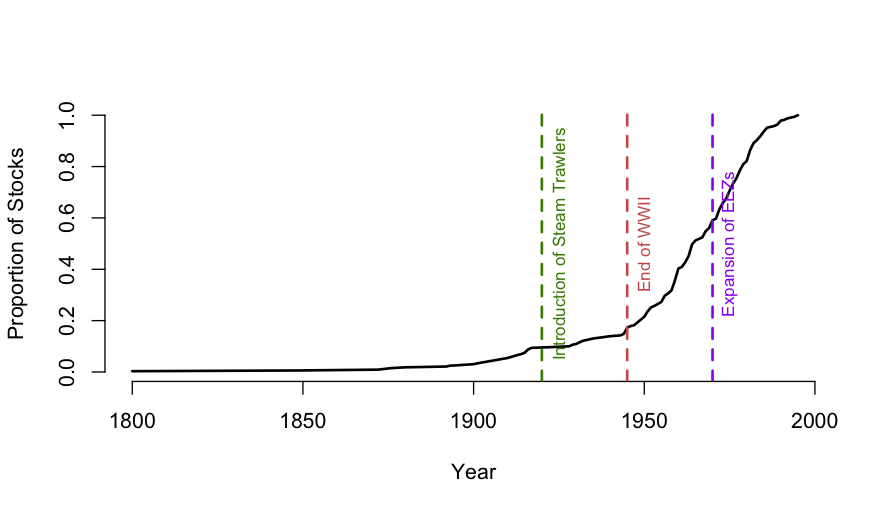 Proportion of Stocks
1.0
0.8
0.6
0.4
0.2
0.0
Introduction of Steam Trawlers
End of WWII
Expansion of EEZs
1800
1850
1900
1950
2000
Year